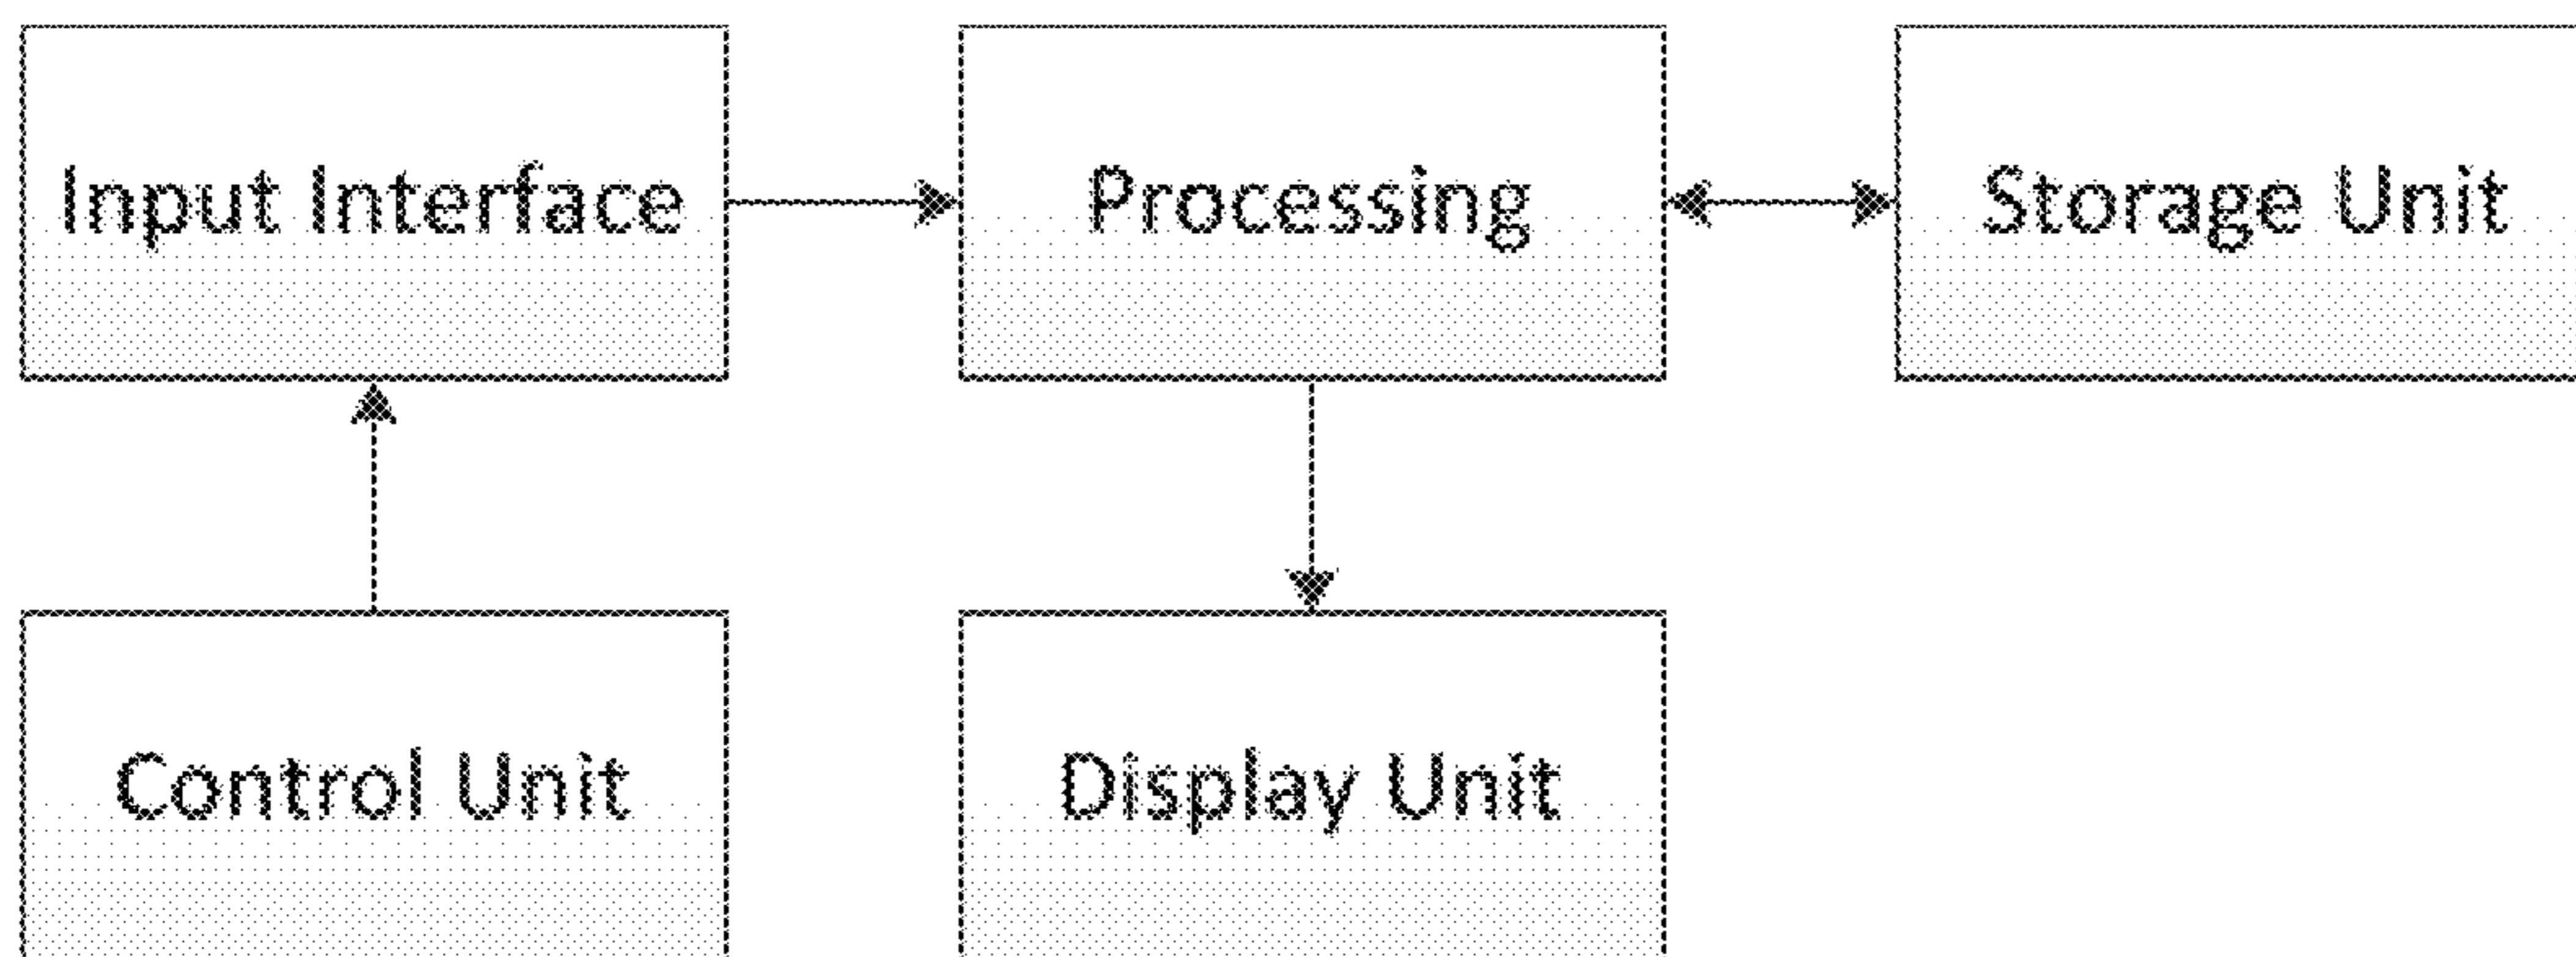 Input Interface
Processing
Storage Unit
Control Unit
Display Unit